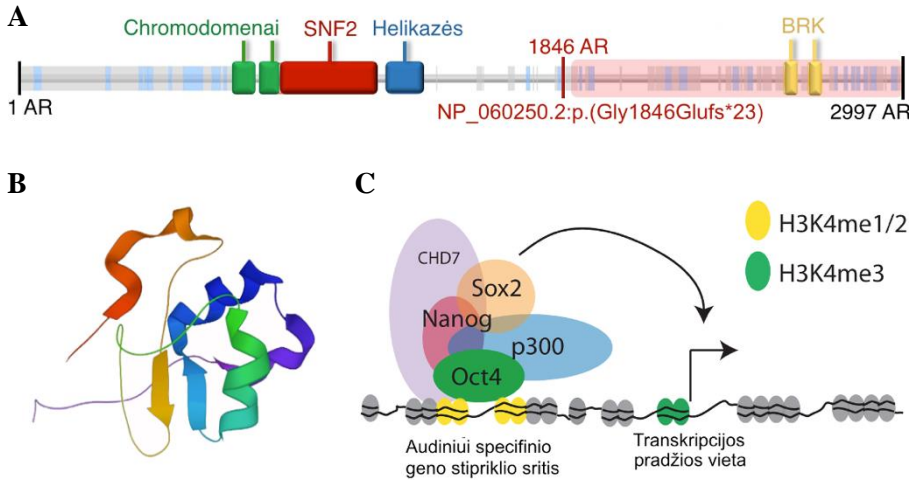 A
Chromodomenai
SNF2
Helikazės
BRK
1846 AR
1 AR
NP_060250.2:p.(Gly1846Glufs*23)
2997 AR
B
C
CHD7
Sox2
Nanog
p300
Oct4
H3K4me1/2
H3K4me3
Audiniui specifinio
geno stipriklio sritis
Transkripcijos
pradžios vieta